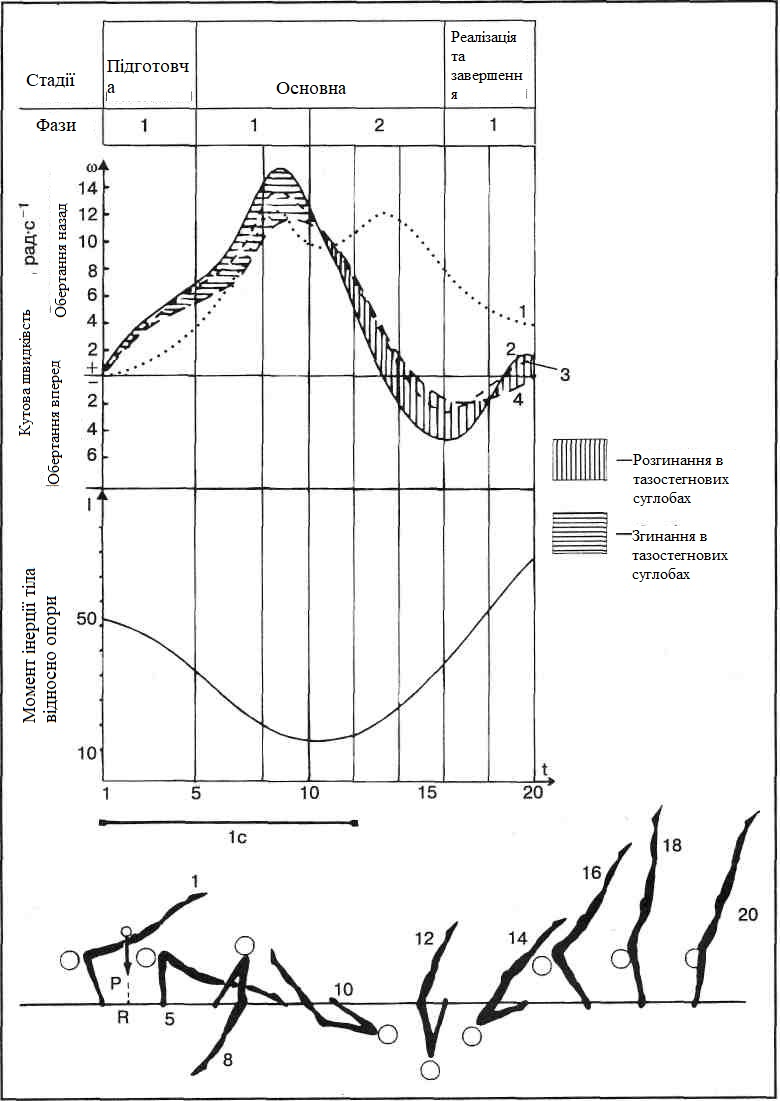 Стадії
Підготовч
а
Основна
Реалізація
та
завершенн
я
Фази
1
1
2
1
ω
14
12
10
8
6
4
2
+
−
2
4
6
рад·с⁻¹
Кутова швидкість
Обертання назад
Обертання вперед
1
2
3
4
Розгинання в
тазостегнових
суглобах
Згинання в
тазостегнових
суглобах
I
50
10
Момент інерції тіла
відносно опори
t
1
5
10
15
20
1с
1
P
R
5
8
10
12
14
16
18
20